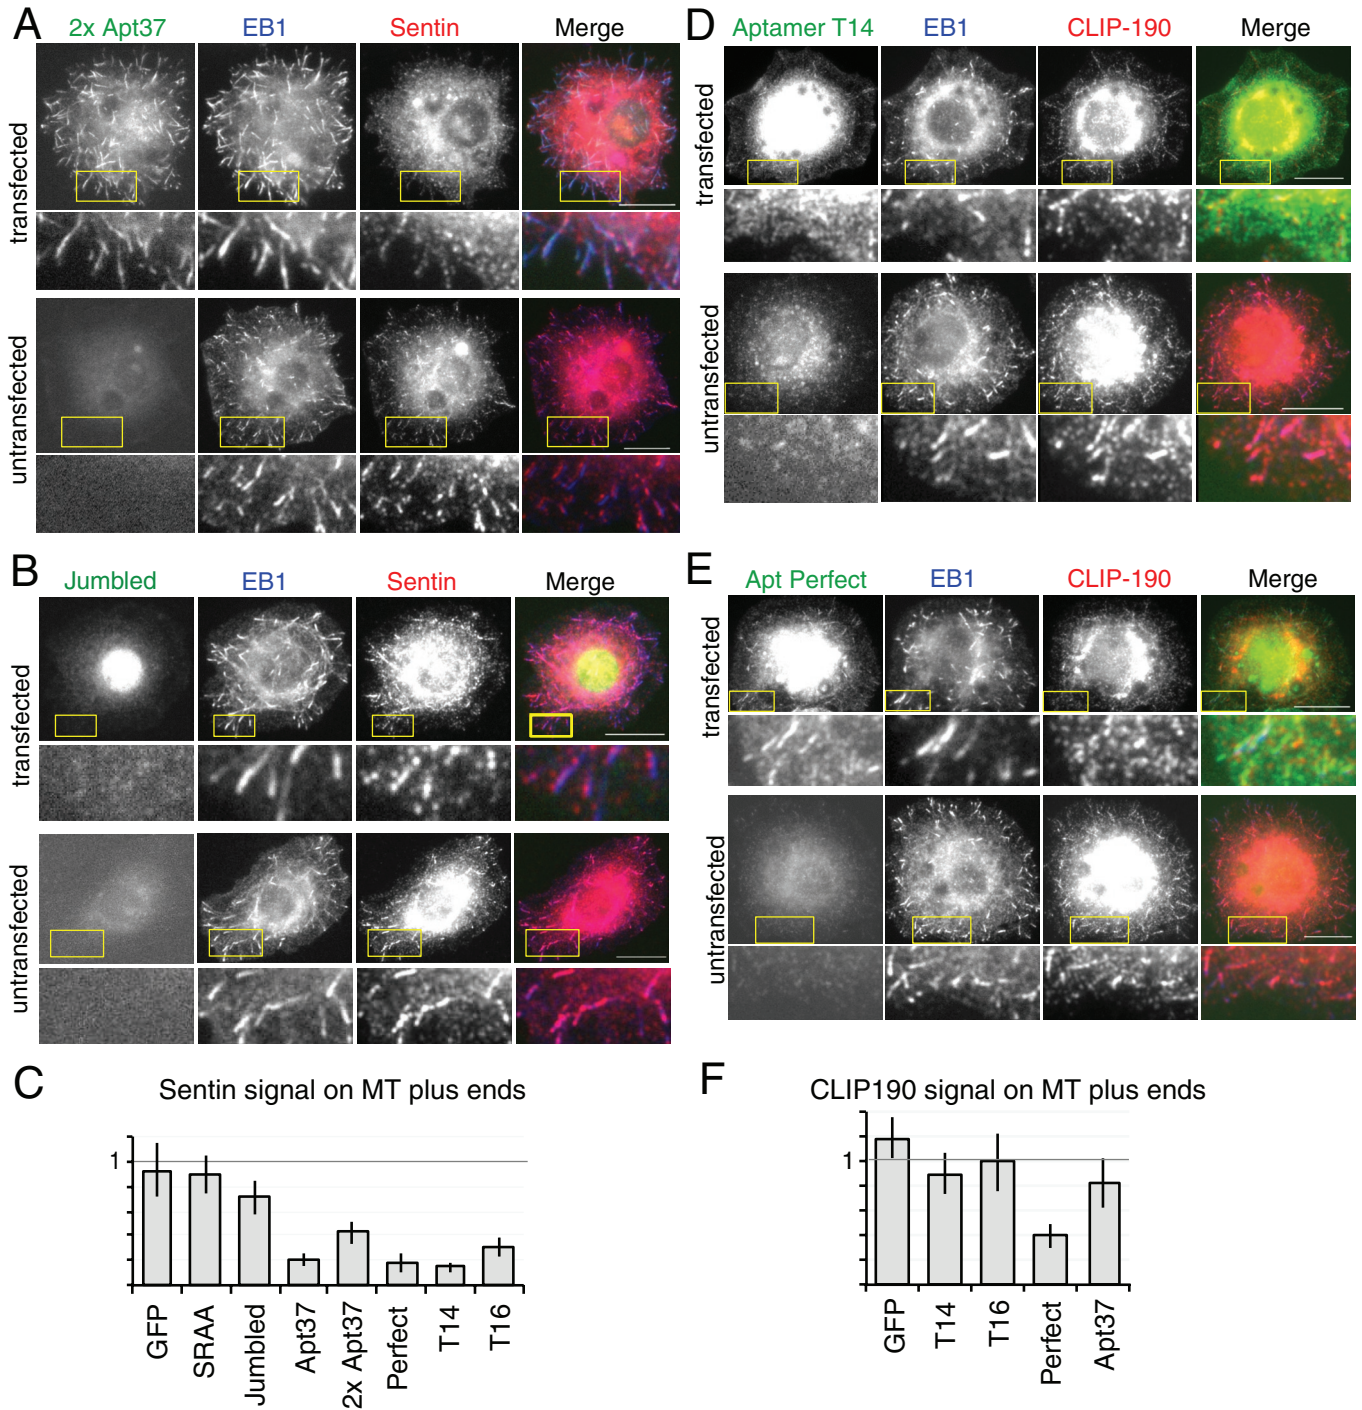 A
2x Apt37 EB1 Sentin Merge
transfected
untransfected
B
Jumbled EB1 Sentin Merge
transfected
untransfected
C
Sentin signal on MT plus ends
1
GFP SRAA Jumbled Apt37 2x Apt37 Perfect T14 T16
D
Aptamer T14 EB1 CLIP-190 Merge
transfected
untransfected
E
Apt Perfect EB1 CLIP-190 Merge
transfected
untransfected
F
CLIP190 signal on MT plus ends
1
GFP T14 T16 Perfect Apt37